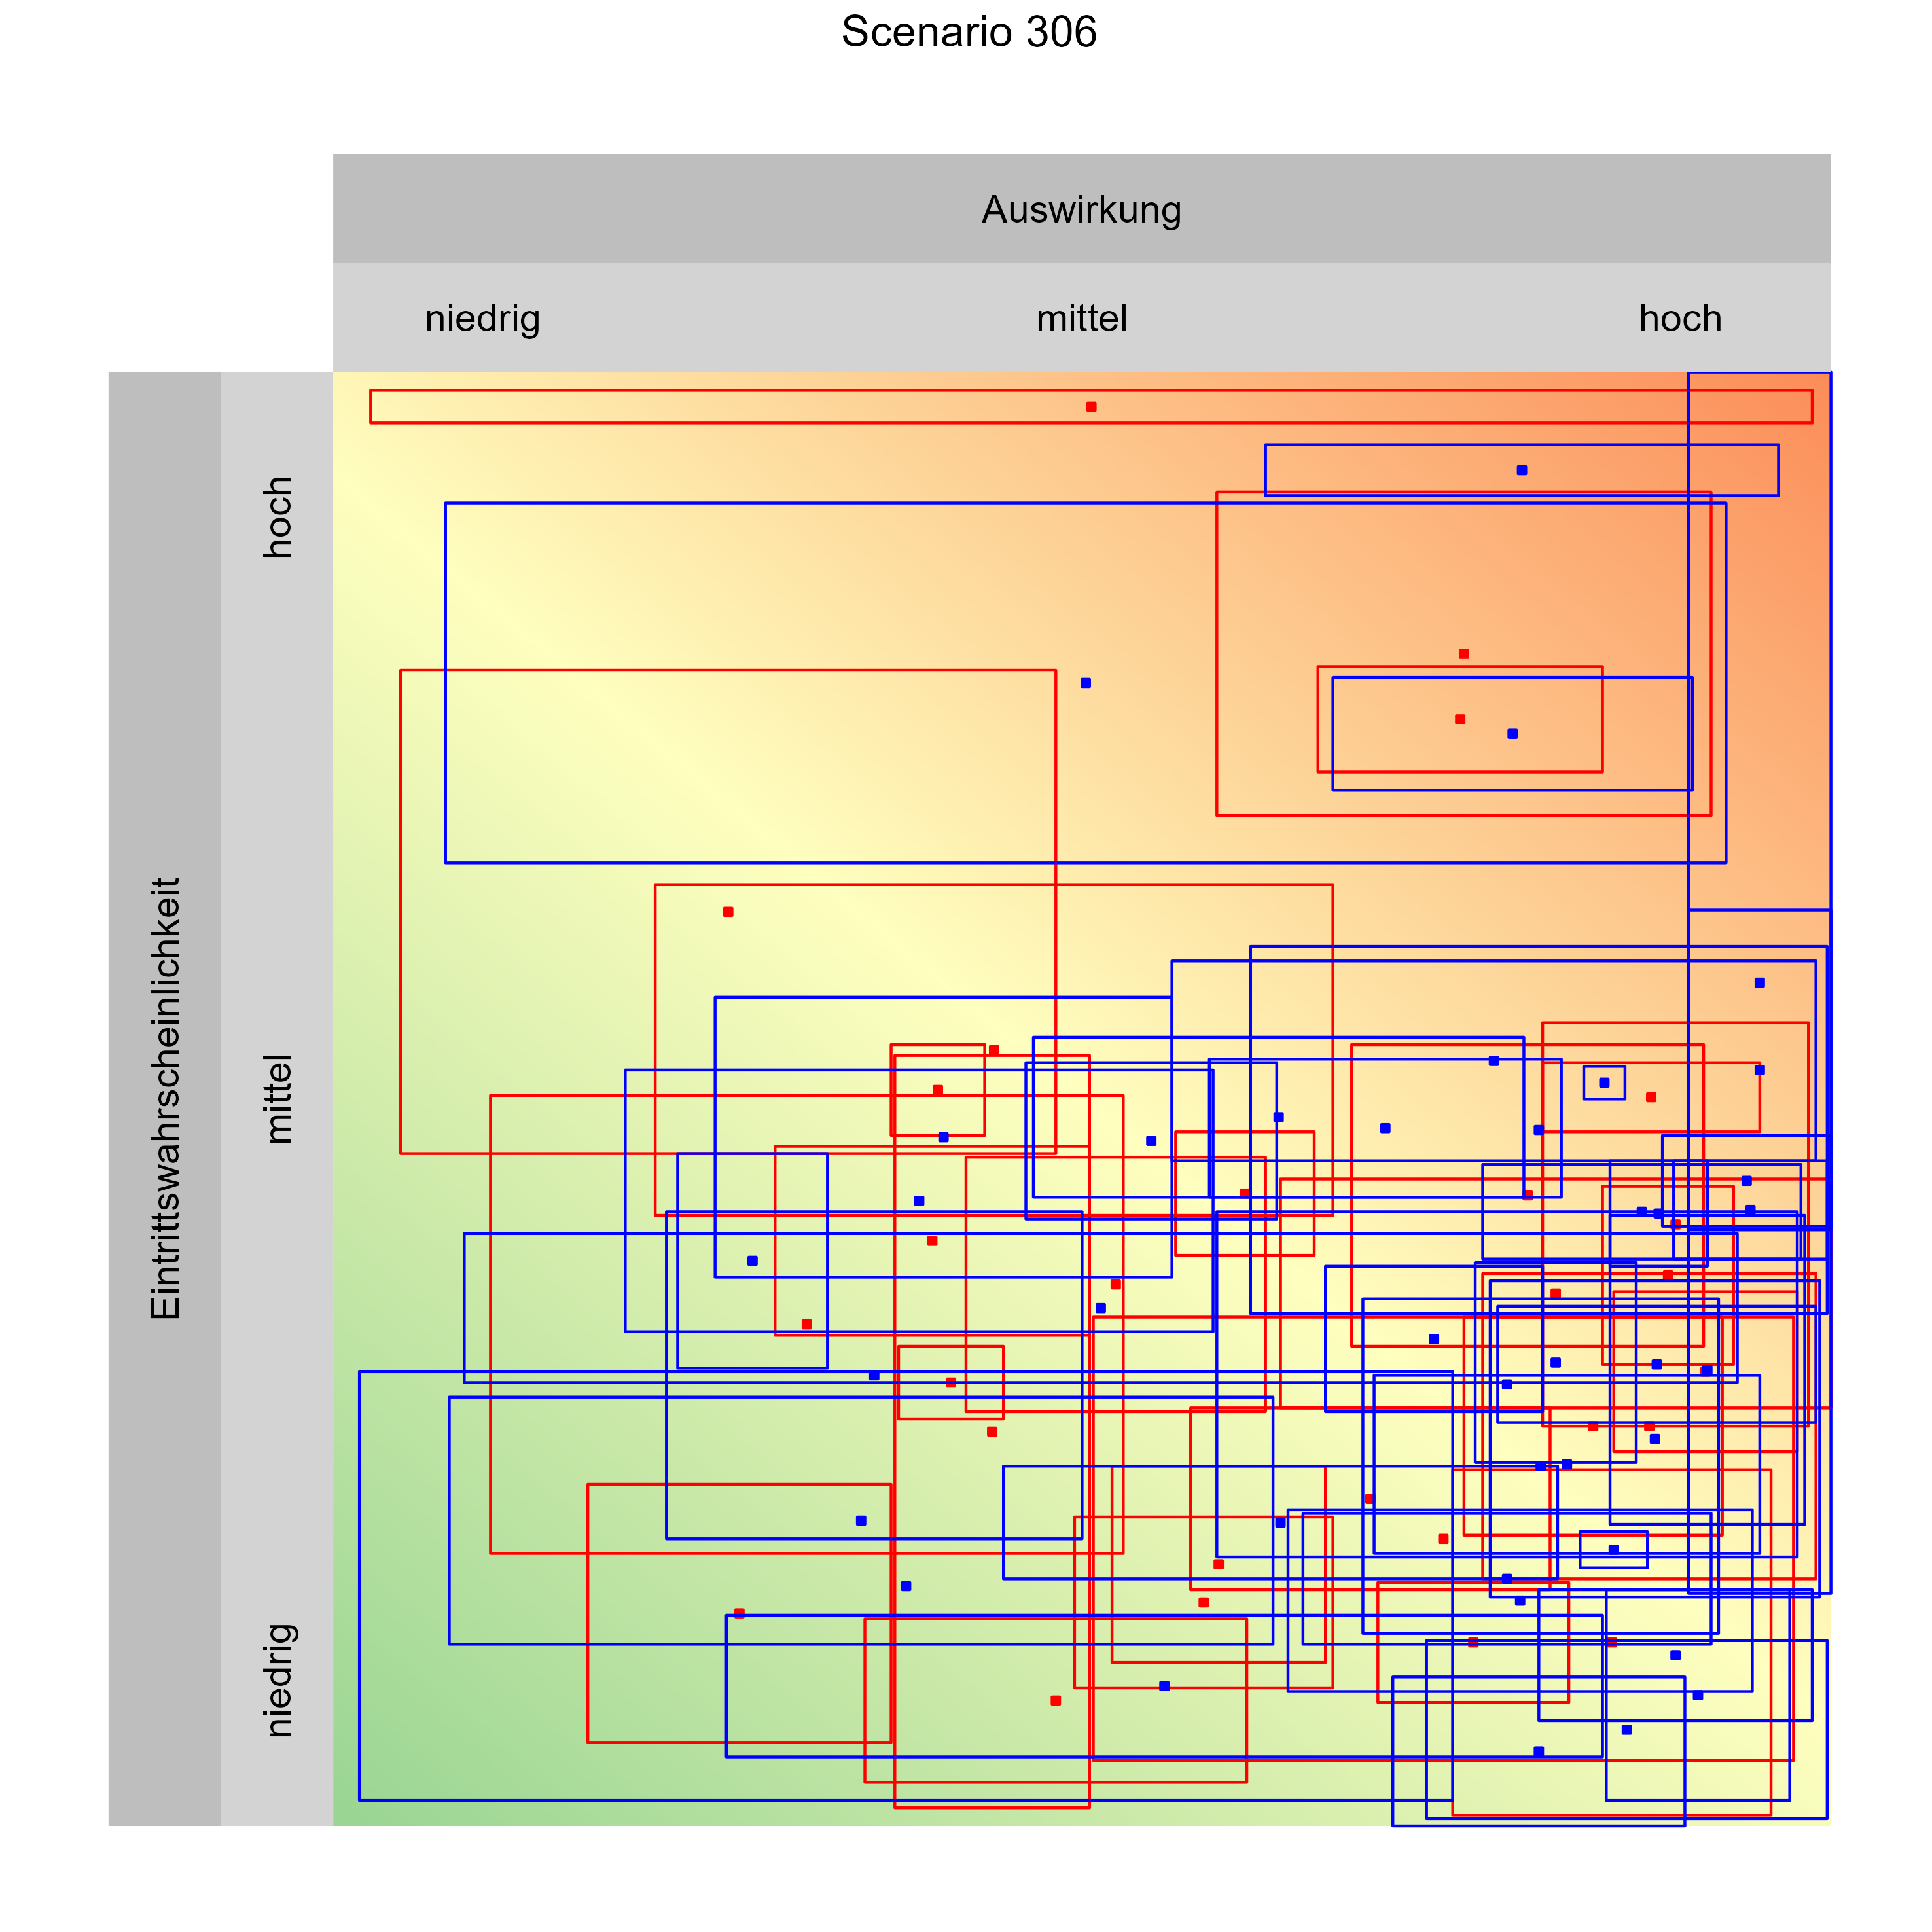 Scenario 306
Auswirkung
niedrig
mittel
hoch
Eintrittswahrscheinlichkeit
hoch
mittel
niedrig